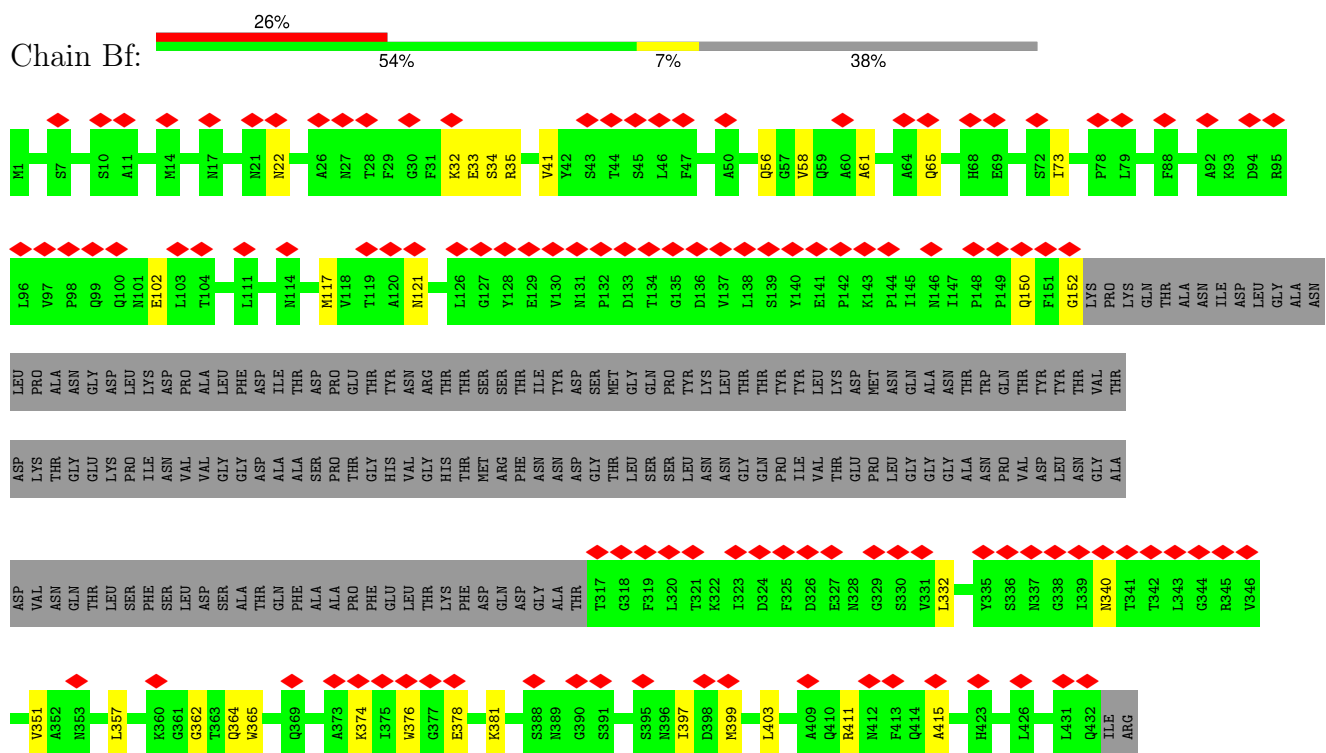 26%
Chain Bf:
54% 7% 38%
M1 S7 S10 A11 M14 N17 N21 N22 A26 N27 T28 F29 G30 F31 K32 E33 S34 R35 V41 Y42 S43 T44 S45 L46 F47 A50 Q56 G57 V58 Q59 A60 A61 A64 Q65 H68 E69 S72 I73 P78 L79 F88 A92 K93 D94 R95
L96 V97 P98 Q99 Q100 N101 E102 L103 T104 L111 N114 M117 V118 T119 A120 N121 L126 G127 Y128 E129 V130 N131 P132 D133 T134 G135 D136 V137 L138 S139 Y140 E141 P142 K143 P144 I145 N146 I147 P148 P149 Q150 F151 G152 LYS PRO LYS GLN THR ALA ASN ILE ASP LEU GLY ALA ASN
LEU PRO ALA ASN GLY ASP LEU LYS ASP PRO ALA LEU PHE ASP ILE THR ASP PRO GLU THR TYR ASN ARG THR THR SER SER THR ILE TYR ASP SER MET GLY GLN PRO TYR LYS LEU THR THR TYR TYR LEU LYS ASP MET ASN GLN ALA ASN THR TRP GLN THR TYR TYR THR VAL THR
ASP LYS THR GLY GLU LYS PRO ILE ASN VAL VAL GLY GLY ASP ALA ALA SER PRO THR GLY HIS VAL GLY HIS THR MET ARG PHE ASN ASN ASP GLY THR LEU SER SER LEU ASN ASN GLY GLN PRO ILE VAL THR GLU PRO LEU GLY GLY GLY ALA ASN PRO VAL ASP LEU ASN GLY ALA
ASP VAL ASN GLN THR LEU SER PHE SER LEU ASP SER ALA THR GLN PHE ALA ALA PRO PHE GLU LEU THR LYS PHE ASP GLN ASP GLY ALA THR T317 G318 F319 L320 T321 K322 I323 D324 F325 D326 E327 N328 G329 S330 V331 L332 Y335 S336 N337 G338 I339 N340 T341 T342 L343 G344 R345 V346
V351 A352 N353 L357 K360 G361 G362 T363 Q364 W365 Q369 A373 K374 I375 W376 G377 E378 K381 S388 N389 G390 S391 S395 N396 I397 D398 M399 L403 A409 Q410 R411 N412 F413 Q414 A415 H423 L426 L431 Q432 ILE ARG